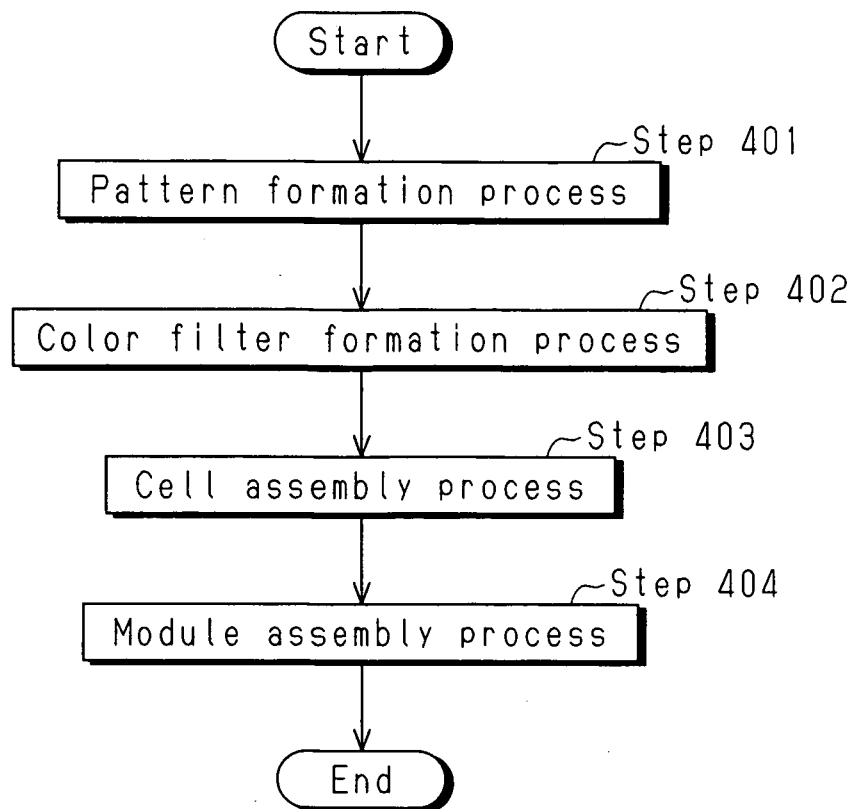 Start
Step 401
Pattern formation process
Step 402
Color filter formation process
Step 403
Cell assembly process
Step 404
Module assembly process
End